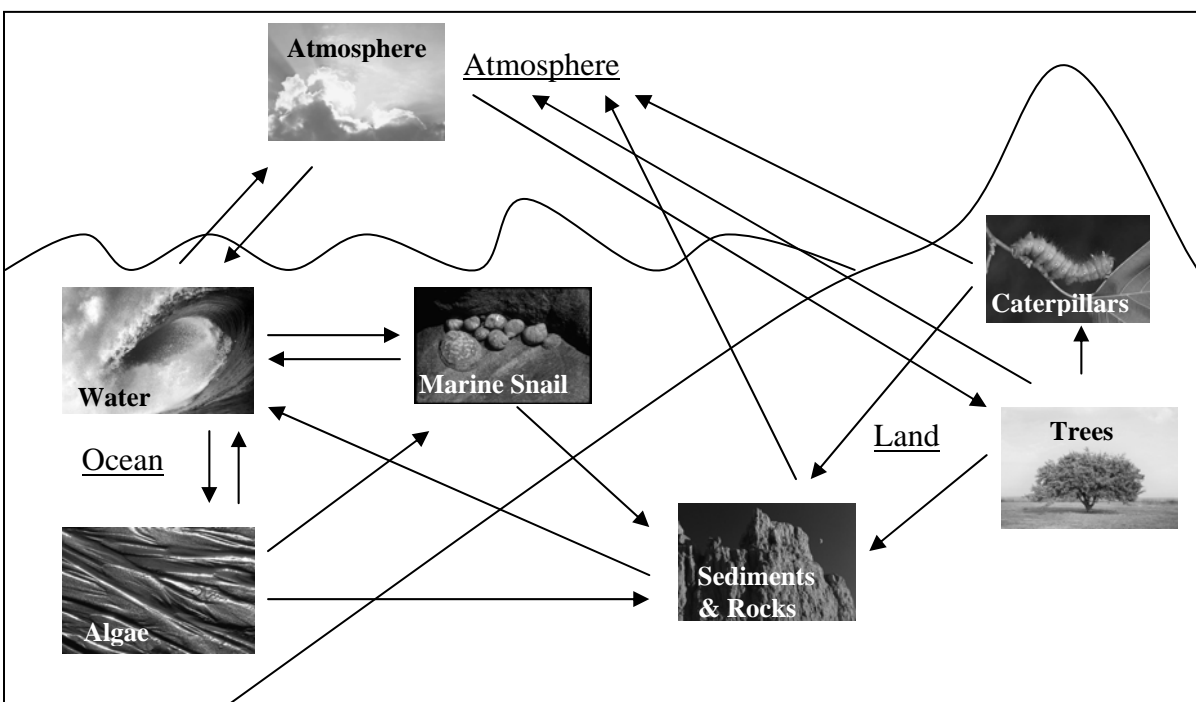 Atmosphere
Atmosphere
Caterpillars
Water
Marine Snail
Ocean
Land
Trees
Algae
Sediments
& Rocks